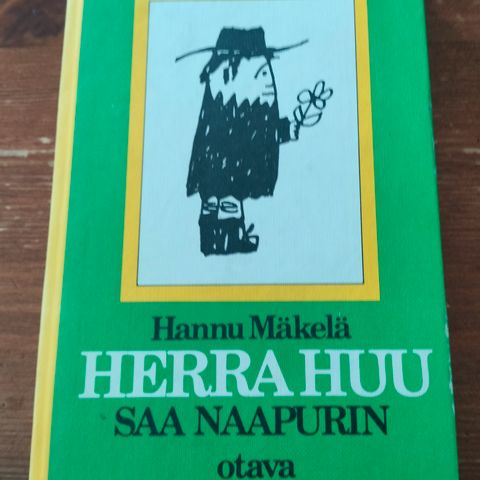 Hannu Mäkelä
HERRA HUU
SAA NAAPURIN
otava